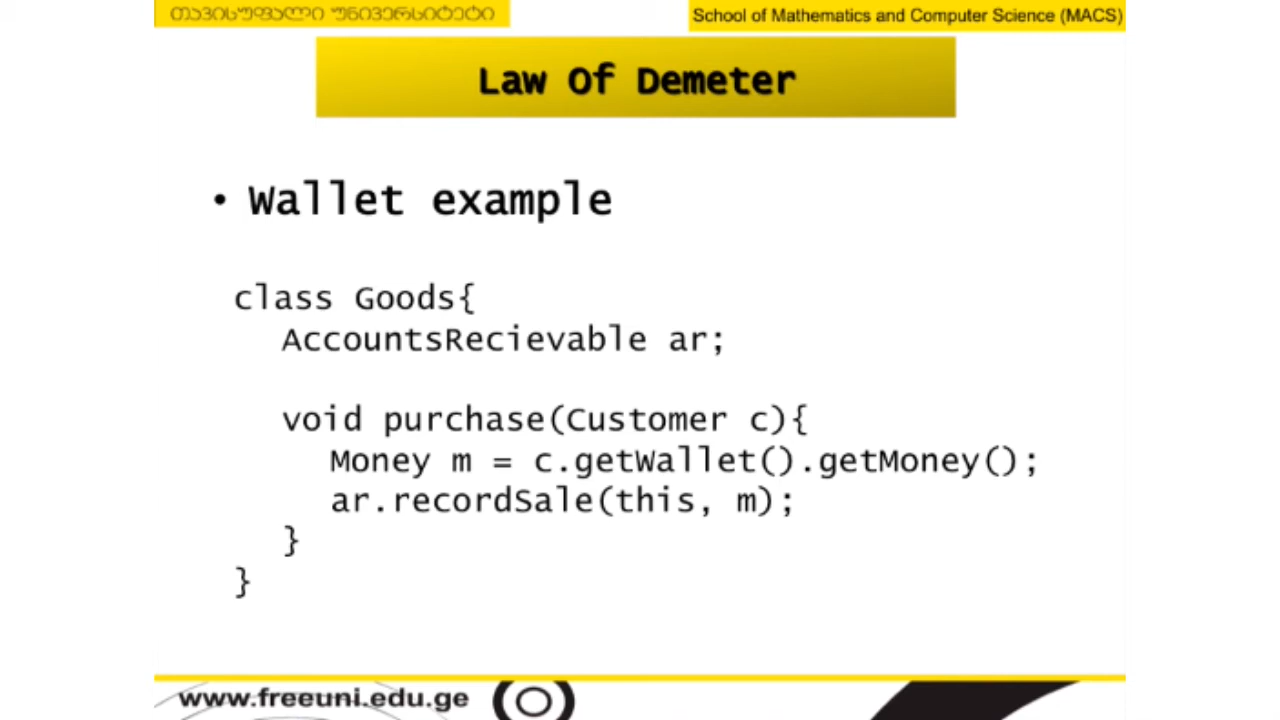 თავისუფალი უნივერსიტეტი
School of Mathematics and Computer Science (MACS)
Law Of Demeter
• Wallet example
class Goods{
AccountsRecievable ar;
void purchase(Customer c){
Money m = c.getWallet().getMoney();
ar.recordSale(this, m);
}
}
www.freeuni.edu.ge